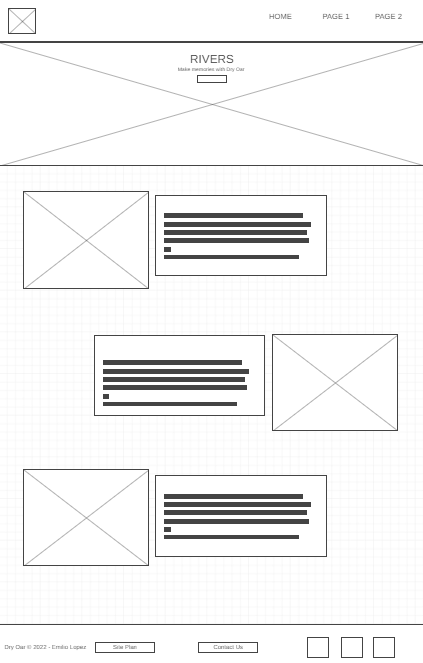 HOME PAGE 1 PAGE 2
RIVERS
Make memories with Dry Oar
Dry Oar © 2022 - Emilio Lopez Site Plan Contact Us